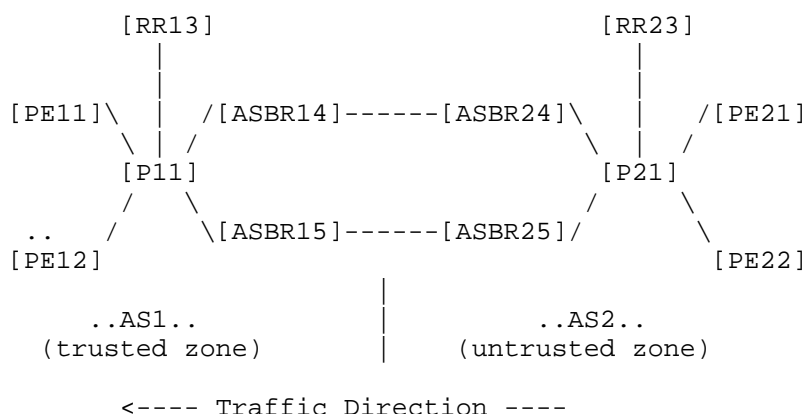 [RR13] [RR23]
[PE11] [ASBR14]------[ASBR24] [PE21]
[P11] [P21]
.. [ASBR15]------[ASBR25]
[PE12] [PE22]
..AS1.. ..AS2..
(trusted zone) (untrusted zone)
<---- Traffic Direction ----